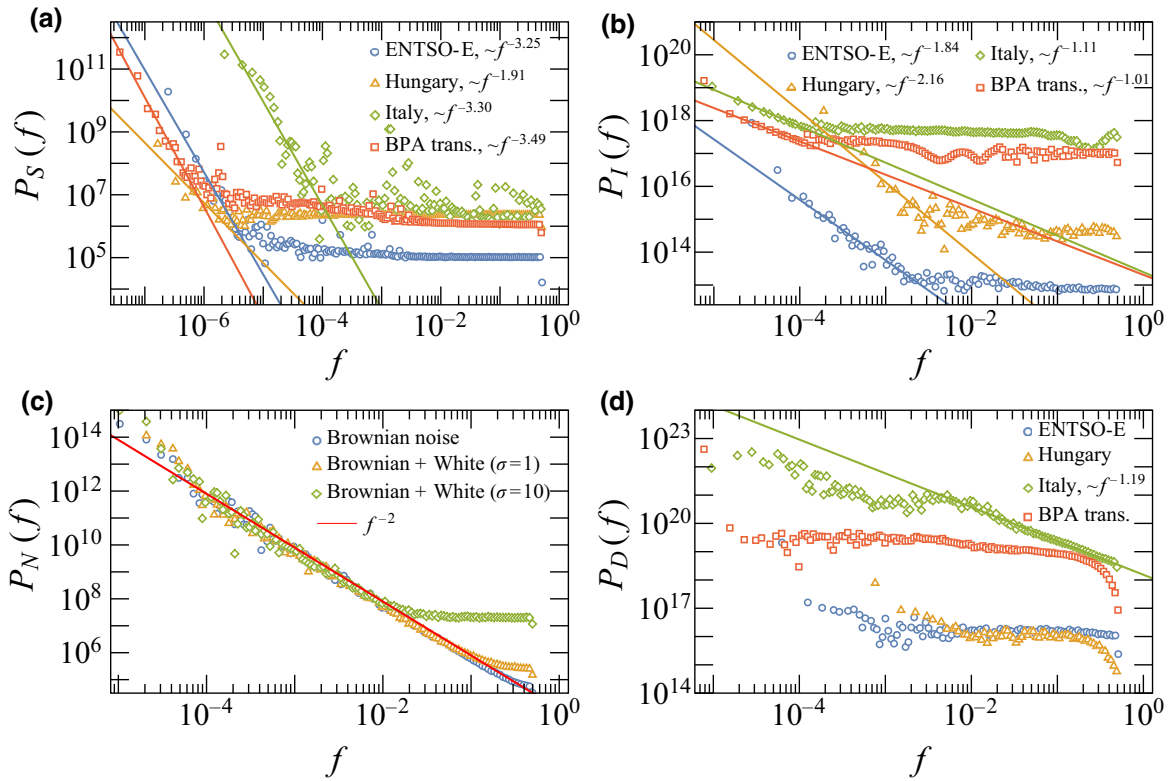 (a)
P_S(f)
10^11
10^9
10^7
10^5
ENTSO-E, ~f^−3.25
Hungary, ~f^−1.91
Italy, ~f^−3.30
BPA trans., ~f^−3.49
10^−6 10^−4 10^−2 10^0
f
(b)
P_I(f)
10^20
10^18
10^16
10^14
ENTSO-E, ~f^−1.84 Italy, ~f^−1.11
Hungary, ~f^−2.16 BPA trans., ~f^−1.01
10^−4 10^−2 10^0
f
(c)
P_N(f)
10^14
10^12
10^10
10^8
10^6
Brownian noise
Brownian + White (σ=1)
Brownian + White (σ=10)
f^−2
10^−4 10^−2 10^0
f
(d)
P_D(f)
10^23
10^20
10^17
10^14
ENTSO-E
Hungary
Italy, ~f^−1.19
BPA trans.
10^−4 10^−2 10^0
f